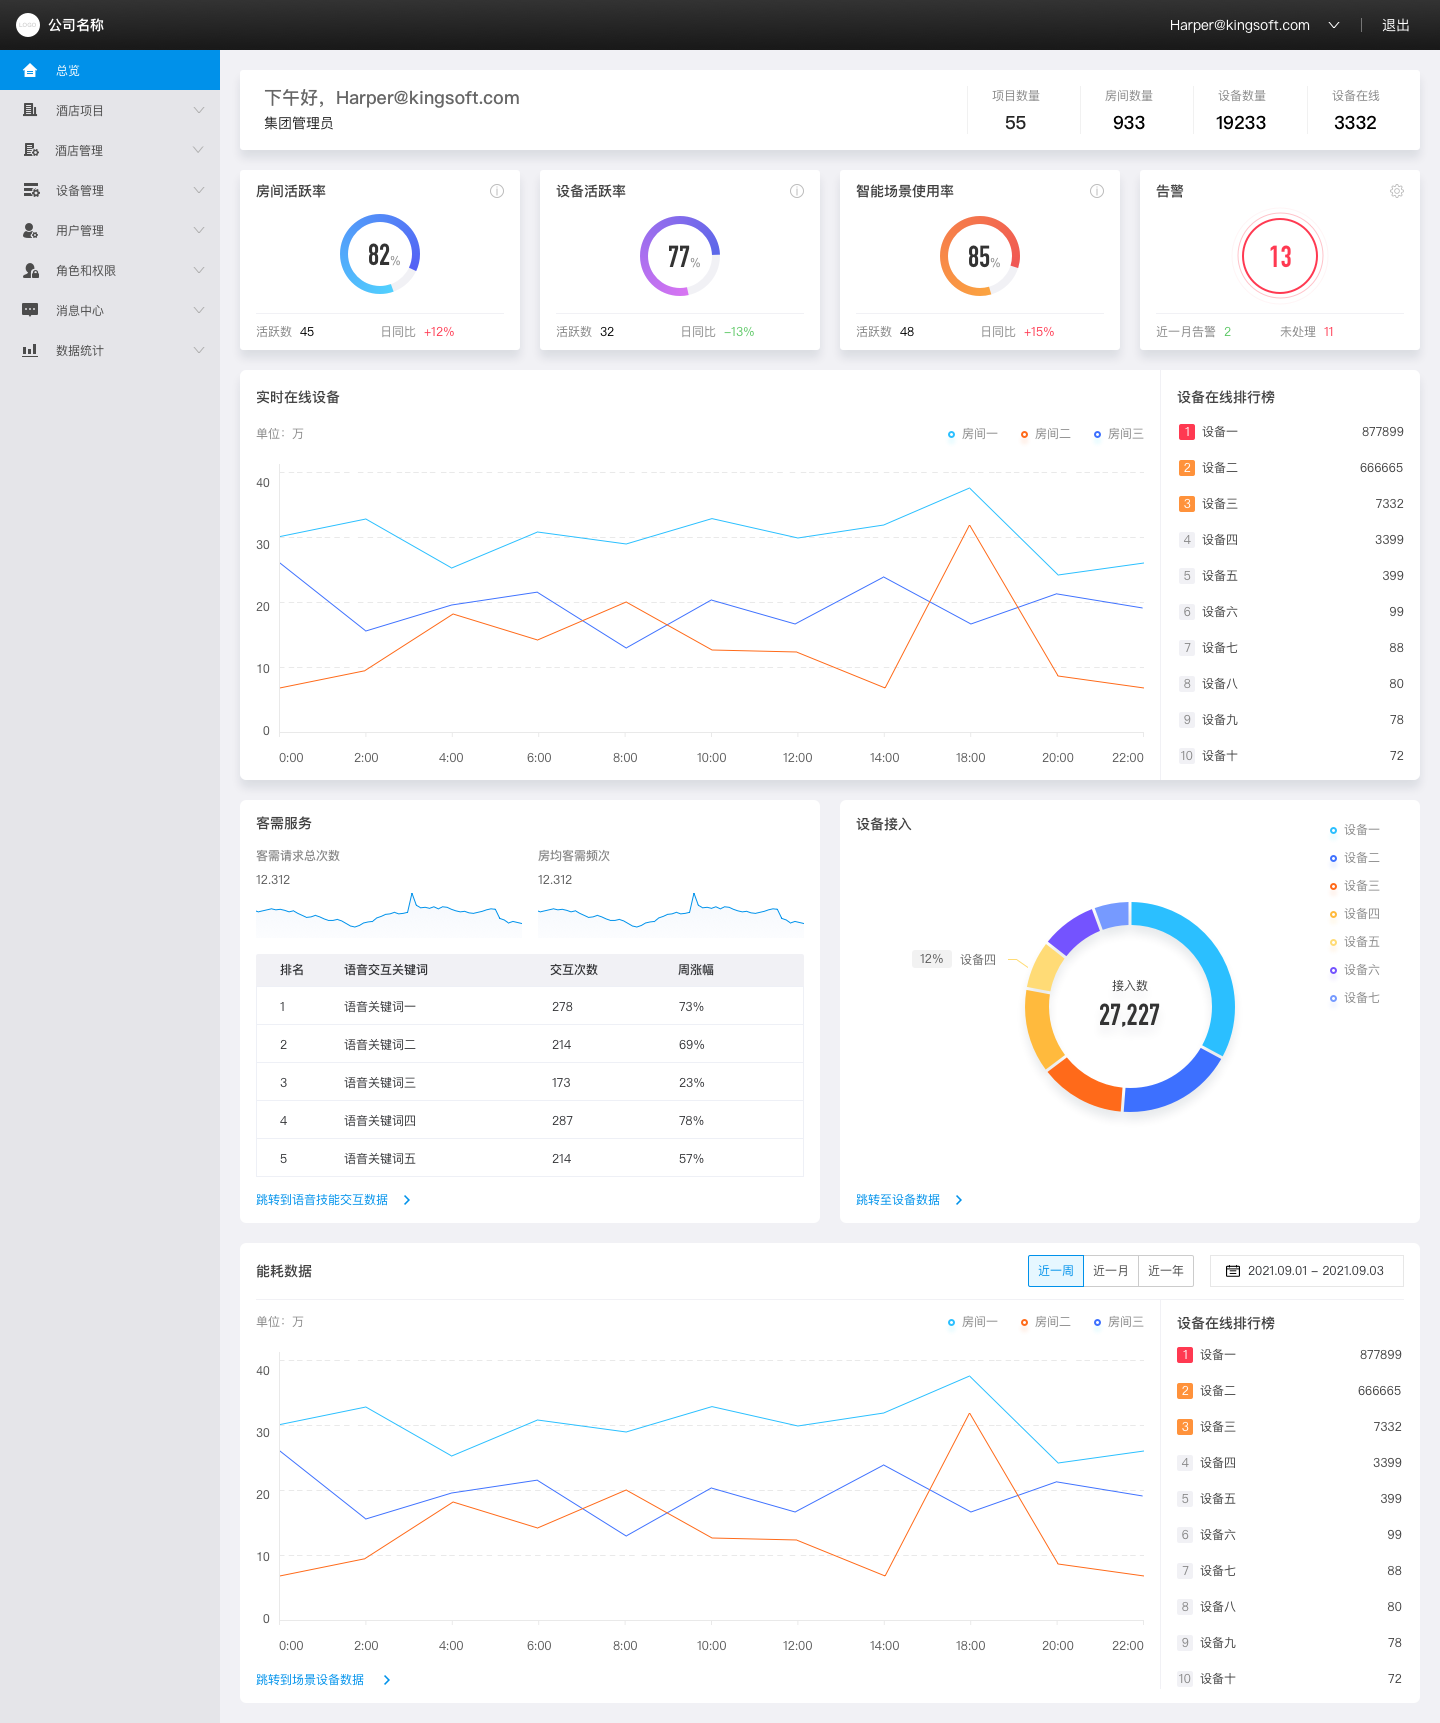 公司名称
Harper@kingsoft.com 退出
总览
酒店项目
酒店管理
设备管理
用户管理
角色和权限
消息中心
数据统计
下午好，Harper@kingsoft.com
集团管理员
项目数量 房间数量 设备数量 设备在线
55 933 19233 3332
房间活跃率
82%
活跃数 45 日同比 +12%
设备活跃率
77%
活跃数 32 日同比 -13%
智能场景使用率
85%
活跃数 48 日同比 +15%
告警
13
近一月告警 2 未处理 11
实时在线设备
单位：万 房间一 房间二 房间三
40
30
20
10
0
0:00 2:00 4:00 6:00 8:00 10:00 12:00 14:00 18:00 20:00 22:00
设备在线排行榜
1 设备一 877899
2 设备二 666665
3 设备三 7332
4 设备四 3399
5 设备五 399
6 设备六 99
7 设备七 88
8 设备八 80
9 设备九 78
10 设备十 72
客需服务
客需请求总次数 房均客需频次
12.312 12.312
排名 语音交互关键词 交互次数 周涨幅
1 语音关键词一 278 73%
2 语音关键词二 214 69%
3 语音关键词三 173 23%
4 语音关键词四 287 78%
5 语音关键词五 214 57%
跳转到语音技能交互数据
设备接入
12% 设备四
接入数
27,227
设备一
设备二
设备三
设备四
设备五
设备六
设备七
跳转至设备数据
能耗数据
近一周 近一月 近一年 2021.09.01 - 2021.09.03
单位：万 房间一 房间二 房间三
40
30
20
10
0
0:00 2:00 4:00 6:00 8:00 10:00 12:00 14:00 18:00 20:00 22:00
跳转到场景设备数据
设备在线排行榜
1 设备一 877899
2 设备二 666665
3 设备三 7332
4 设备四 3399
5 设备五 399
6 设备六 99
7 设备七 88
8 设备八 80
9 设备九 78
10 设备十 72